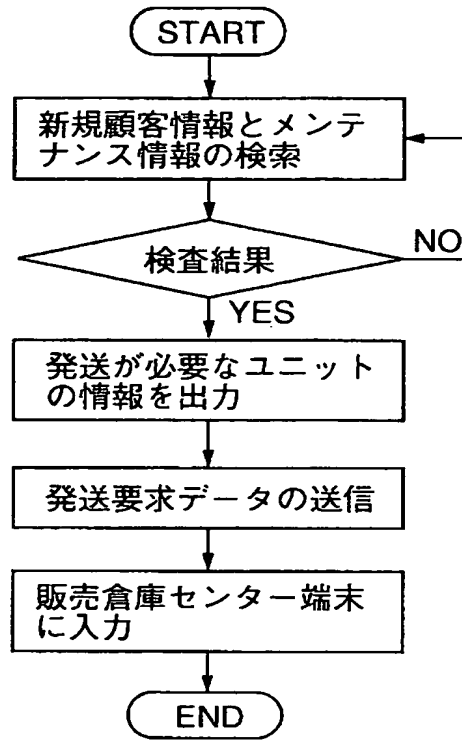 START
新規顧客情報とメンテ
ナンス情報の検索
検査結果
NO
YES
発送が必要なユニット
の情報を出力
発送要求データの送信
販売倉庫センター端末
に入力
END